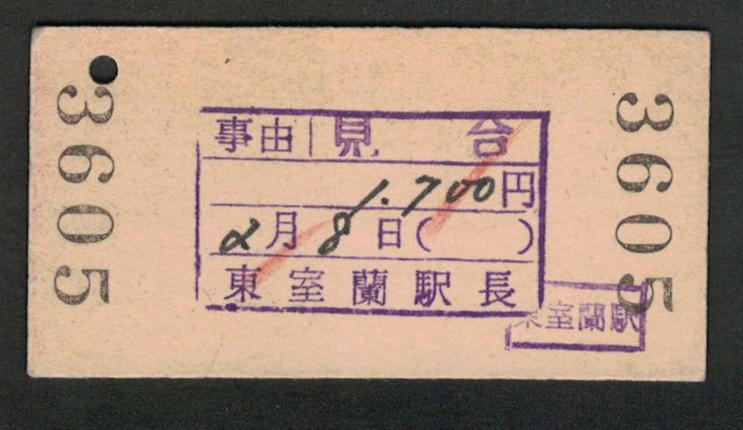 3605
事由 見合
1.700円
2月8日( )
東室蘭駅長
東室蘭駅
3605